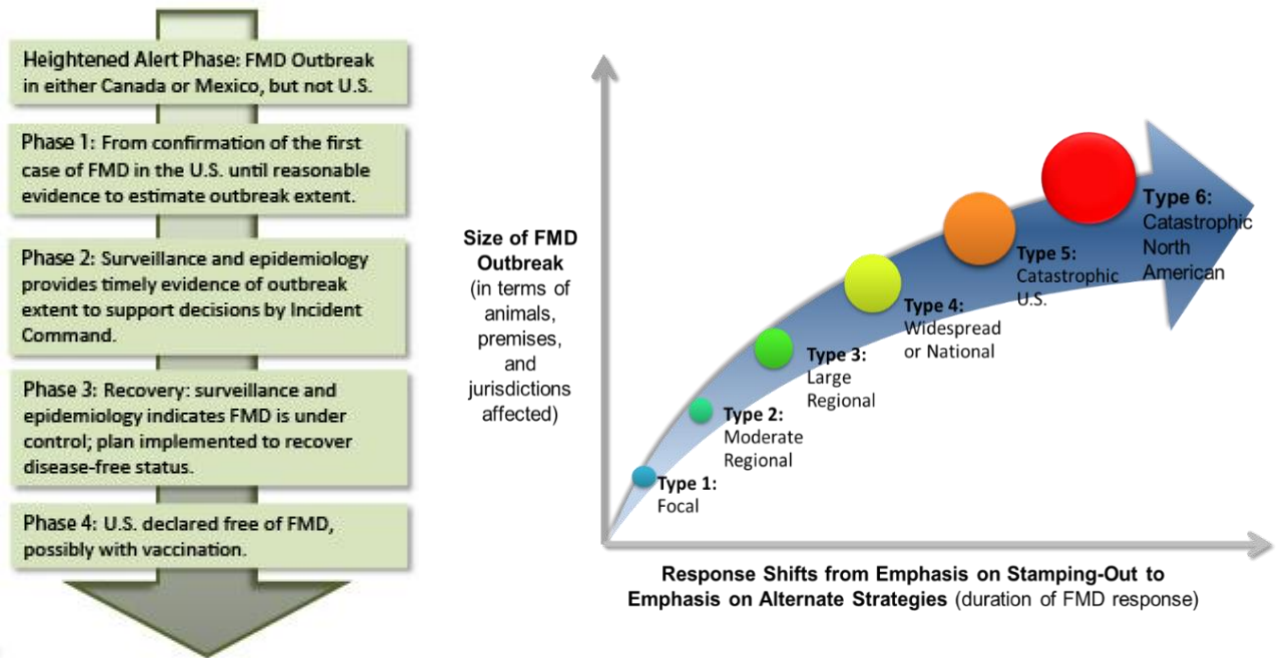 Heightened Alert Phase: FMD Outbreak
in either Canada or Mexico, but not U.S.
Phase 1: From confirmation of the first
case of FMD in the U.S. until reasonable
evidence to estimate outbreak extent.
Phase 2: Surveillance and epidemiology
provides timely evidence of outbreak
extent to support decisions by Incident
Command.
Phase 3: Recovery: surveillance and
epidemiology indicates FMD is under
control; plan implemented to recover
disease-free status.
Phase 4: U.S. declared free of FMD,
possibly with vaccination.
Size of FMD
Outbreak
(in terms of
animals,
premises,
and
jurisdictions
affected)
Type 1:
Focal
Type 2:
Moderate
Regional
Type 3:
Large
Regional
Type 4:
Widespread
or National
Type 5:
Catastrophic
U.S.
Type 6:
Catastrophic
North
American
Response Shifts from Emphasis on Stamping-Out to
Emphasis on Alternate Strategies (duration of FMD response)